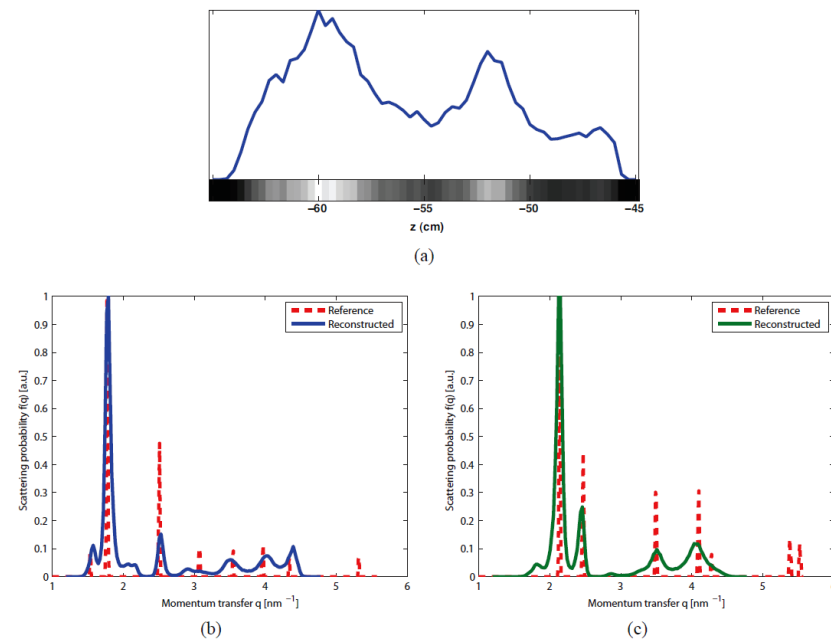 −60 −55 −50 −45
z (cm)
(a)
1
0.9
0.8
0.7
0.6
0.5
0.4
0.3
0.2
0.1
0
Scattering probability f(q) [a.u.]
Reference
Reconstructed
1 2 3 4 5 6
Momentum transfer q [nm −1]
(b)
1
0.9
0.8
0.7
0.6
0.5
0.4
0.3
0.2
0.1
0
Scattering probability f(q) [a.u.]
Reference
Reconstructed
1 2 3 4 5 6
Momentum transfer q [nm −1]
(c)